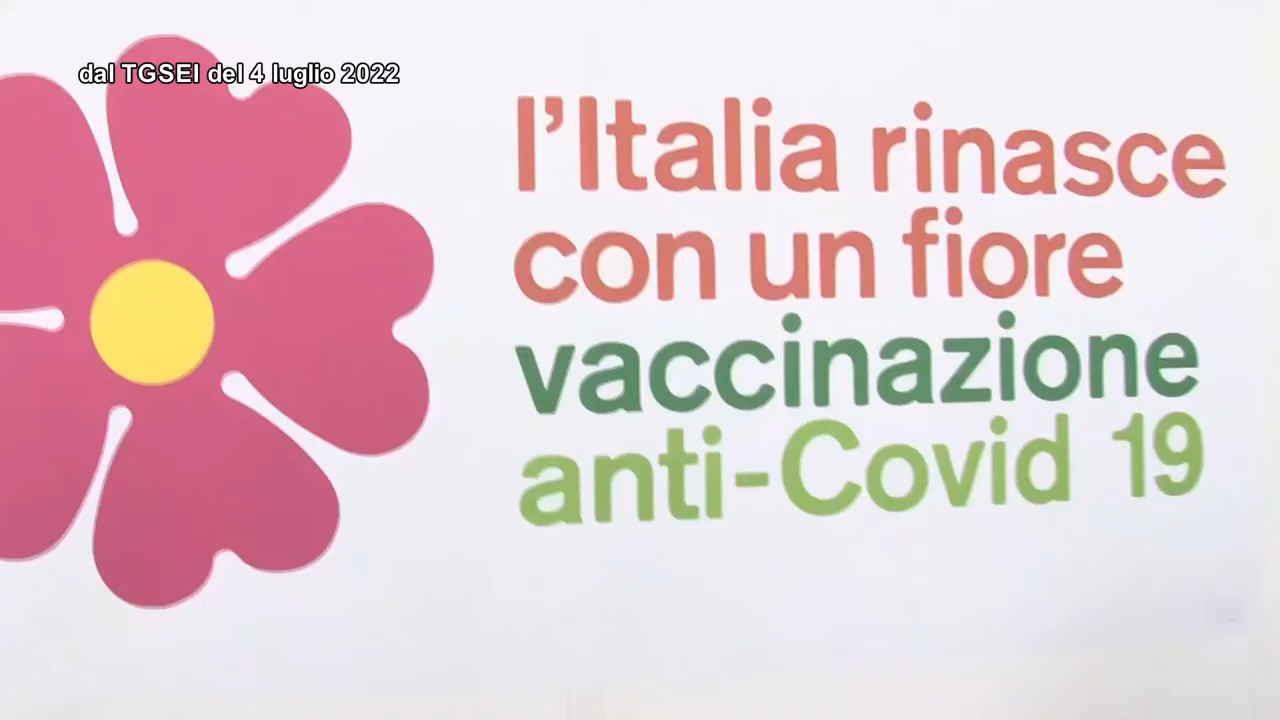 dal TGSEI del 4 luglio 2022
l'Italia rinasce
con un fiore
vaccinazione
anti-Covid 19